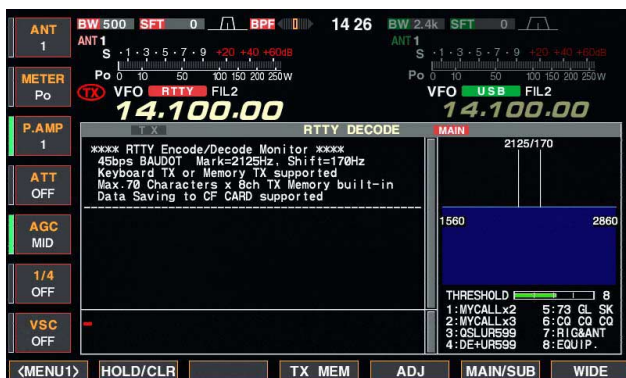 ANT 1
METER Po
P.AMP 1
ATT OFF
AGC MID
1/4 OFF
VSC OFF
BW 500 SFT 0 BPF 14 26 BW 2.4k SFT 0
ANT 1 ANT 1
S ·1·3·5·7·9 +20 +40 +60dB S ·1·3·5·7·9 +20 +40 +60dB
Po 0 10 50 100 150 200 250W Po 0 10 50 100 150 200 250W
TX VFO RTTY FIL2 VFO USB FIL2
14.100.00 14.100.00
TX RTTY DECODE MAIN
**** RTTY Encode/Decode Monitor ****
45bps BAUDOT Mark=2125Hz, Shift=170Hz
Keyboard TX or Memory TX supported
Max.70 Characters x 8ch TX Memory built-in
Data Saving to CF CARD supported
2125/170
1560 2860
THRESHOLD 8
1:MYCALLx2 5:73 GL SK
2:MYCALLx3 6:CQ CQ CQ
3:QSLUR599 7:RIG&ANT
4:DE+UR599 8:EQUIP.
<MENU1> HOLD/CLR TX MEM ADJ MAIN/SUB WIDE